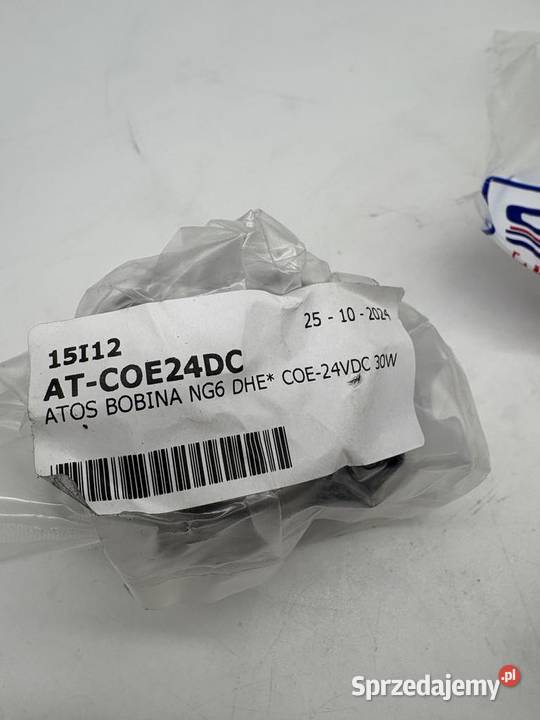 25 - 10 - 2024
15I12
AT-COE24DC
ATOS BOBINA NG6 DHE* COE-24VDC 30W
Sprzedajemy.pl